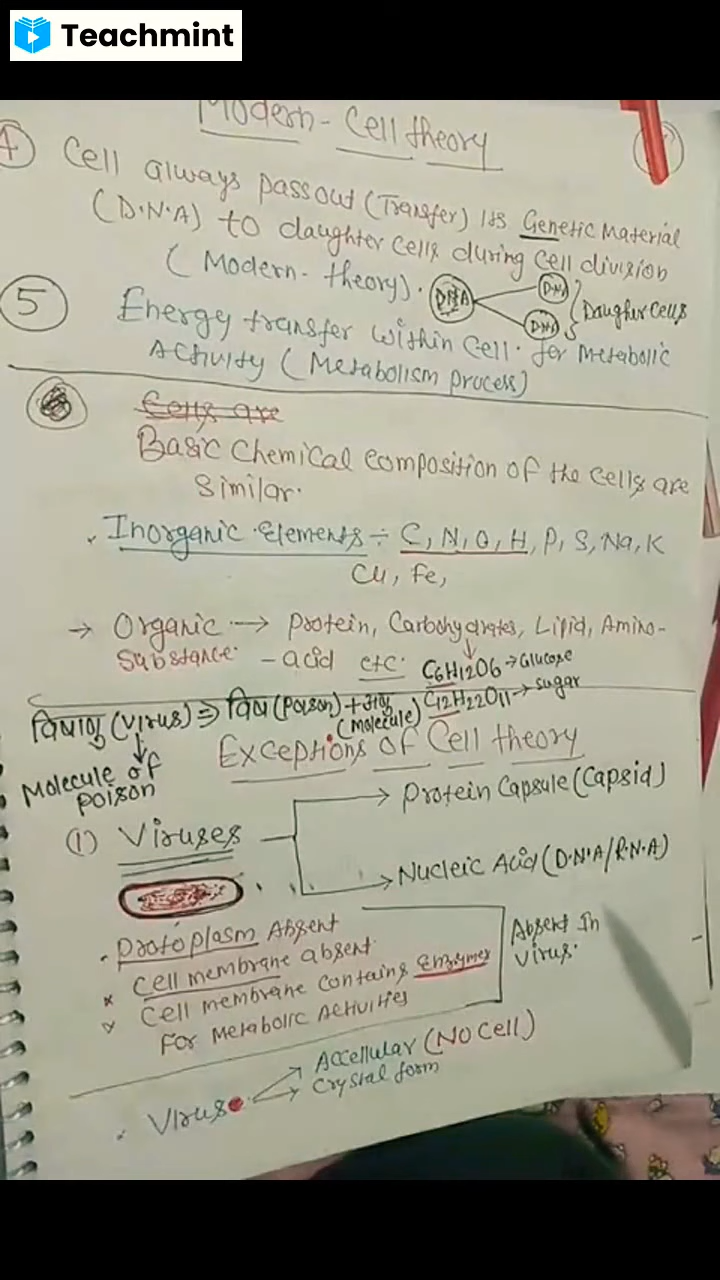 Teachmint
Modern-Cell theory
4 Cell always passout (Transfer) Its Genetic Material
(D.N.A) to daughter cells during cell division
(Modern-theory).
DNA
DNA
DNA
Daugher cells
5 Energy transfer within cell. for Metabolic
Activity (Metabolism process)
Cells are
Basic Chemical composition of the cells are
Similar.
Inorganic Elements ÷ C, N, O, H, P, S, Na, K
Cu, Fe,
→ Organic → Protein, Carbohydrates, Lipid, Amino-
Substance. - acid etc.
C6H12O6 → Glucose
C12H22O11 → Sugar
विषाणु (Virus) ⇒ विष (Poison) + अणु
(Molecule)
Molecule of
Poison
Exceptions of Cell theory
(1) Viruses
→ Protein Capsule (Capsid)
→ Nucleic Acid (D.N.A/R.N.A)
. Protoplasm Absent
x Cell membrane absent.
Cell membrane contains Enzymes
For Metabolic Activities
Absent In
Virus.
. Virus
Accellular (No Cell)
Crystal form